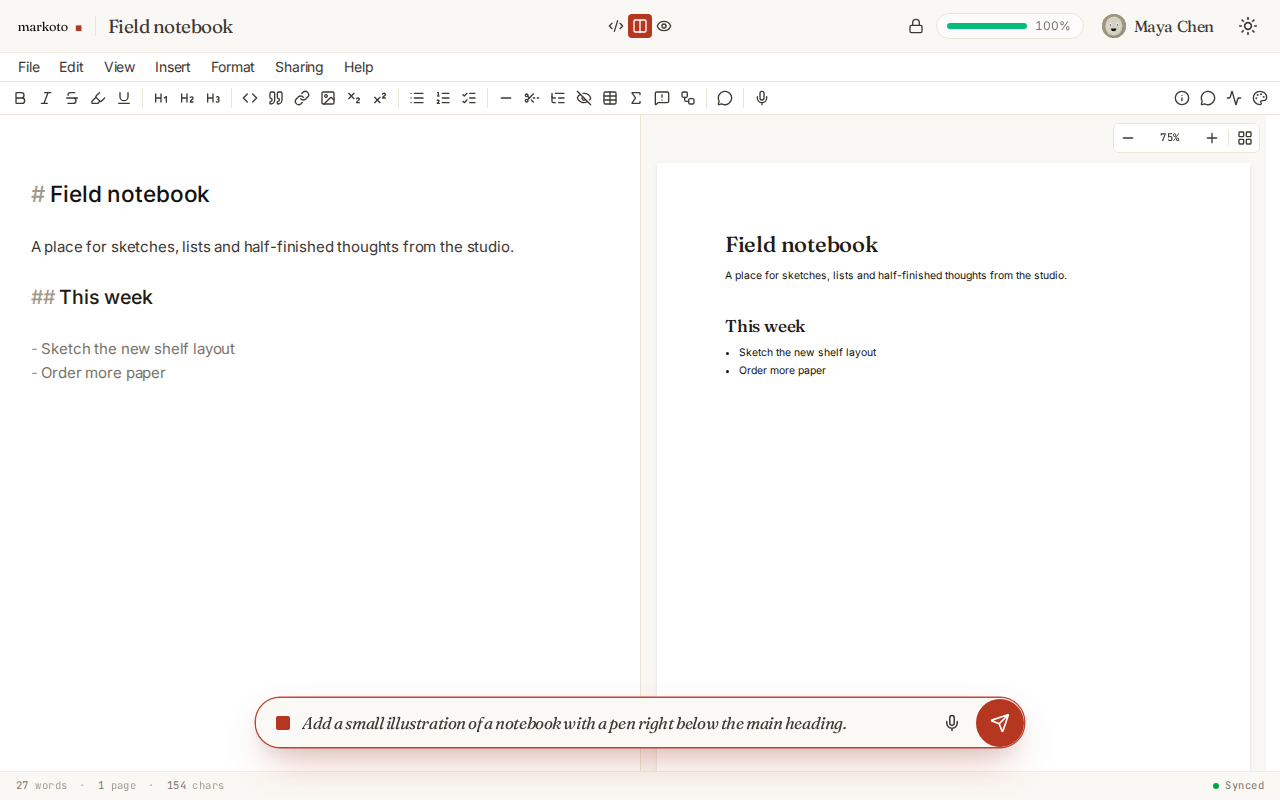 markoto
Field notebook
100%
Maya Chen
File Edit View Insert Format Sharing Help
H1 H2 H3
75%
# Field notebook
A place for sketches, lists and half-finished thoughts from the studio.
## This week
- Sketch the new shelf layout
- Order more paper
Field notebook
A place for sketches, lists and half-finished thoughts from the studio.
This week
• Sketch the new shelf layout
• Order more paper
Add a small illustration of a notebook with a pen right below the main heading.
27 words · 1 page · 154 chars
Synced